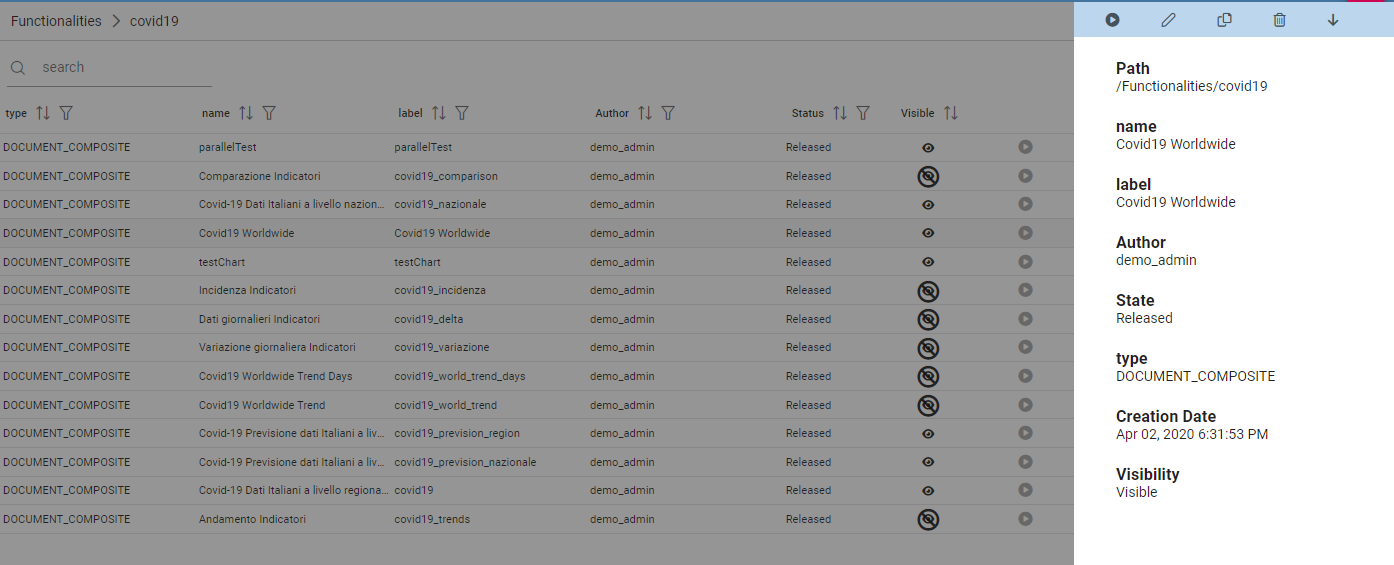 Functionalities > covid19
search
type name label Author Status Visible
DOCUMENT_COMPOSITE parallelTest parallelTest demo_admin Released
DOCUMENT_COMPOSITE Comparazione Indicatori covid19_comparison demo_admin Released
DOCUMENT_COMPOSITE Covid-19 Dati Italiani a livello nazion... covid19_nazionale demo_admin Released
DOCUMENT_COMPOSITE Covid19 Worldwide Covid19 Worldwide demo_admin Released
DOCUMENT_COMPOSITE testChart testChart demo_admin Released
DOCUMENT_COMPOSITE Incidenza Indicatori covid19_incidenza demo_admin Released
DOCUMENT_COMPOSITE Dati giornalieri Indicatori covid19_delta demo_admin Released
DOCUMENT_COMPOSITE Variazione giornaliera Indicatori covid19_variazione demo_admin Released
DOCUMENT_COMPOSITE Covid19 Worldwide Trend Days covid19_world_trend_days demo_admin Released
DOCUMENT_COMPOSITE Covid19 Worldwide Trend covid19_world_trend demo_admin Released
DOCUMENT_COMPOSITE Covid-19 Previsione dati Italiani a liv... covid19_prevision_region demo_admin Released
DOCUMENT_COMPOSITE Covid-19 Previsione dati Italiani a liv... covid19_prevision_nazionale demo_admin Released
DOCUMENT_COMPOSITE Covid-19 Dati Italiani a livello regiona... covid19 demo_admin Released
DOCUMENT_COMPOSITE Andamento Indicatori covid19_trends demo_admin Released
Path
/Functionalities/covid19
name
Covid19 Worldwide
label
Covid19 Worldwide
Author
demo_admin
State
Released
type
DOCUMENT_COMPOSITE
Creation Date
Apr 02, 2020 6:31:53 PM
Visibility
Visible